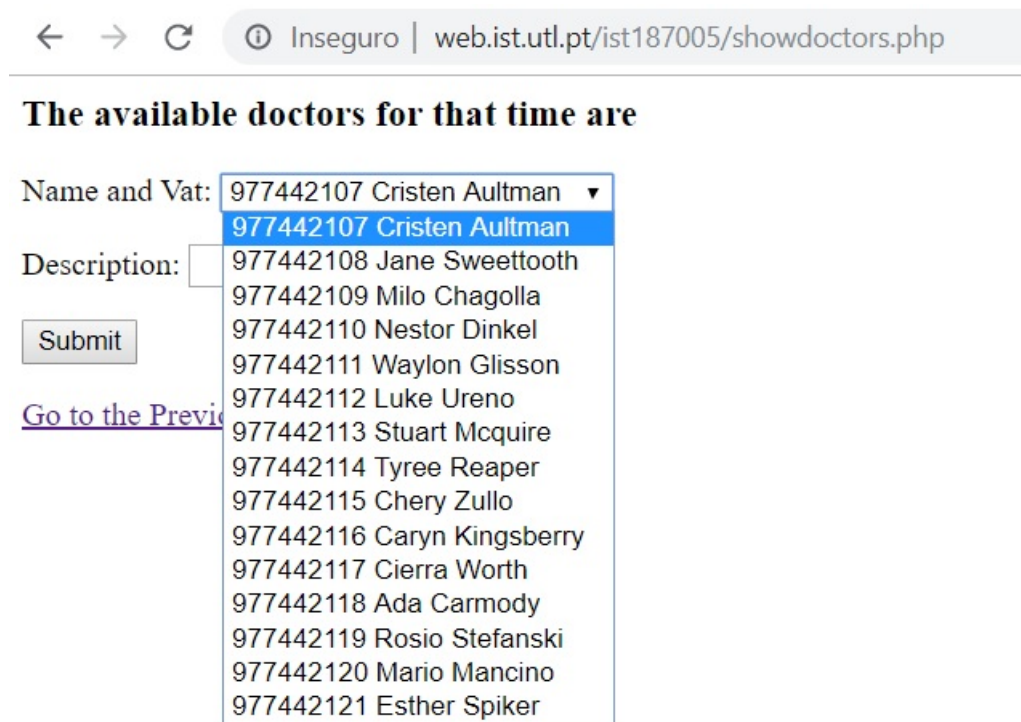 Inseguro | web.ist.utl.pt/ist187005/showdoctors.php
The available doctors for that time are
Name and Vat: 977442107 Cristen Aultman
977442107 Cristen Aultman
Description:
977442108 Jane Sweettooth
977442109 Milo Chagolla
977442110 Nestor Dinkel
Submit
977442111 Waylon Glisson
977442112 Luke Ureno
Go to the Previ
977442113 Stuart Mcquire
977442114 Tyree Reaper
977442115 Chery Zullo
977442116 Caryn Kingsberry
977442117 Cierra Worth
977442118 Ada Carmody
977442119 Rosio Stefanski
977442120 Mario Mancino
977442121 Esther Spiker